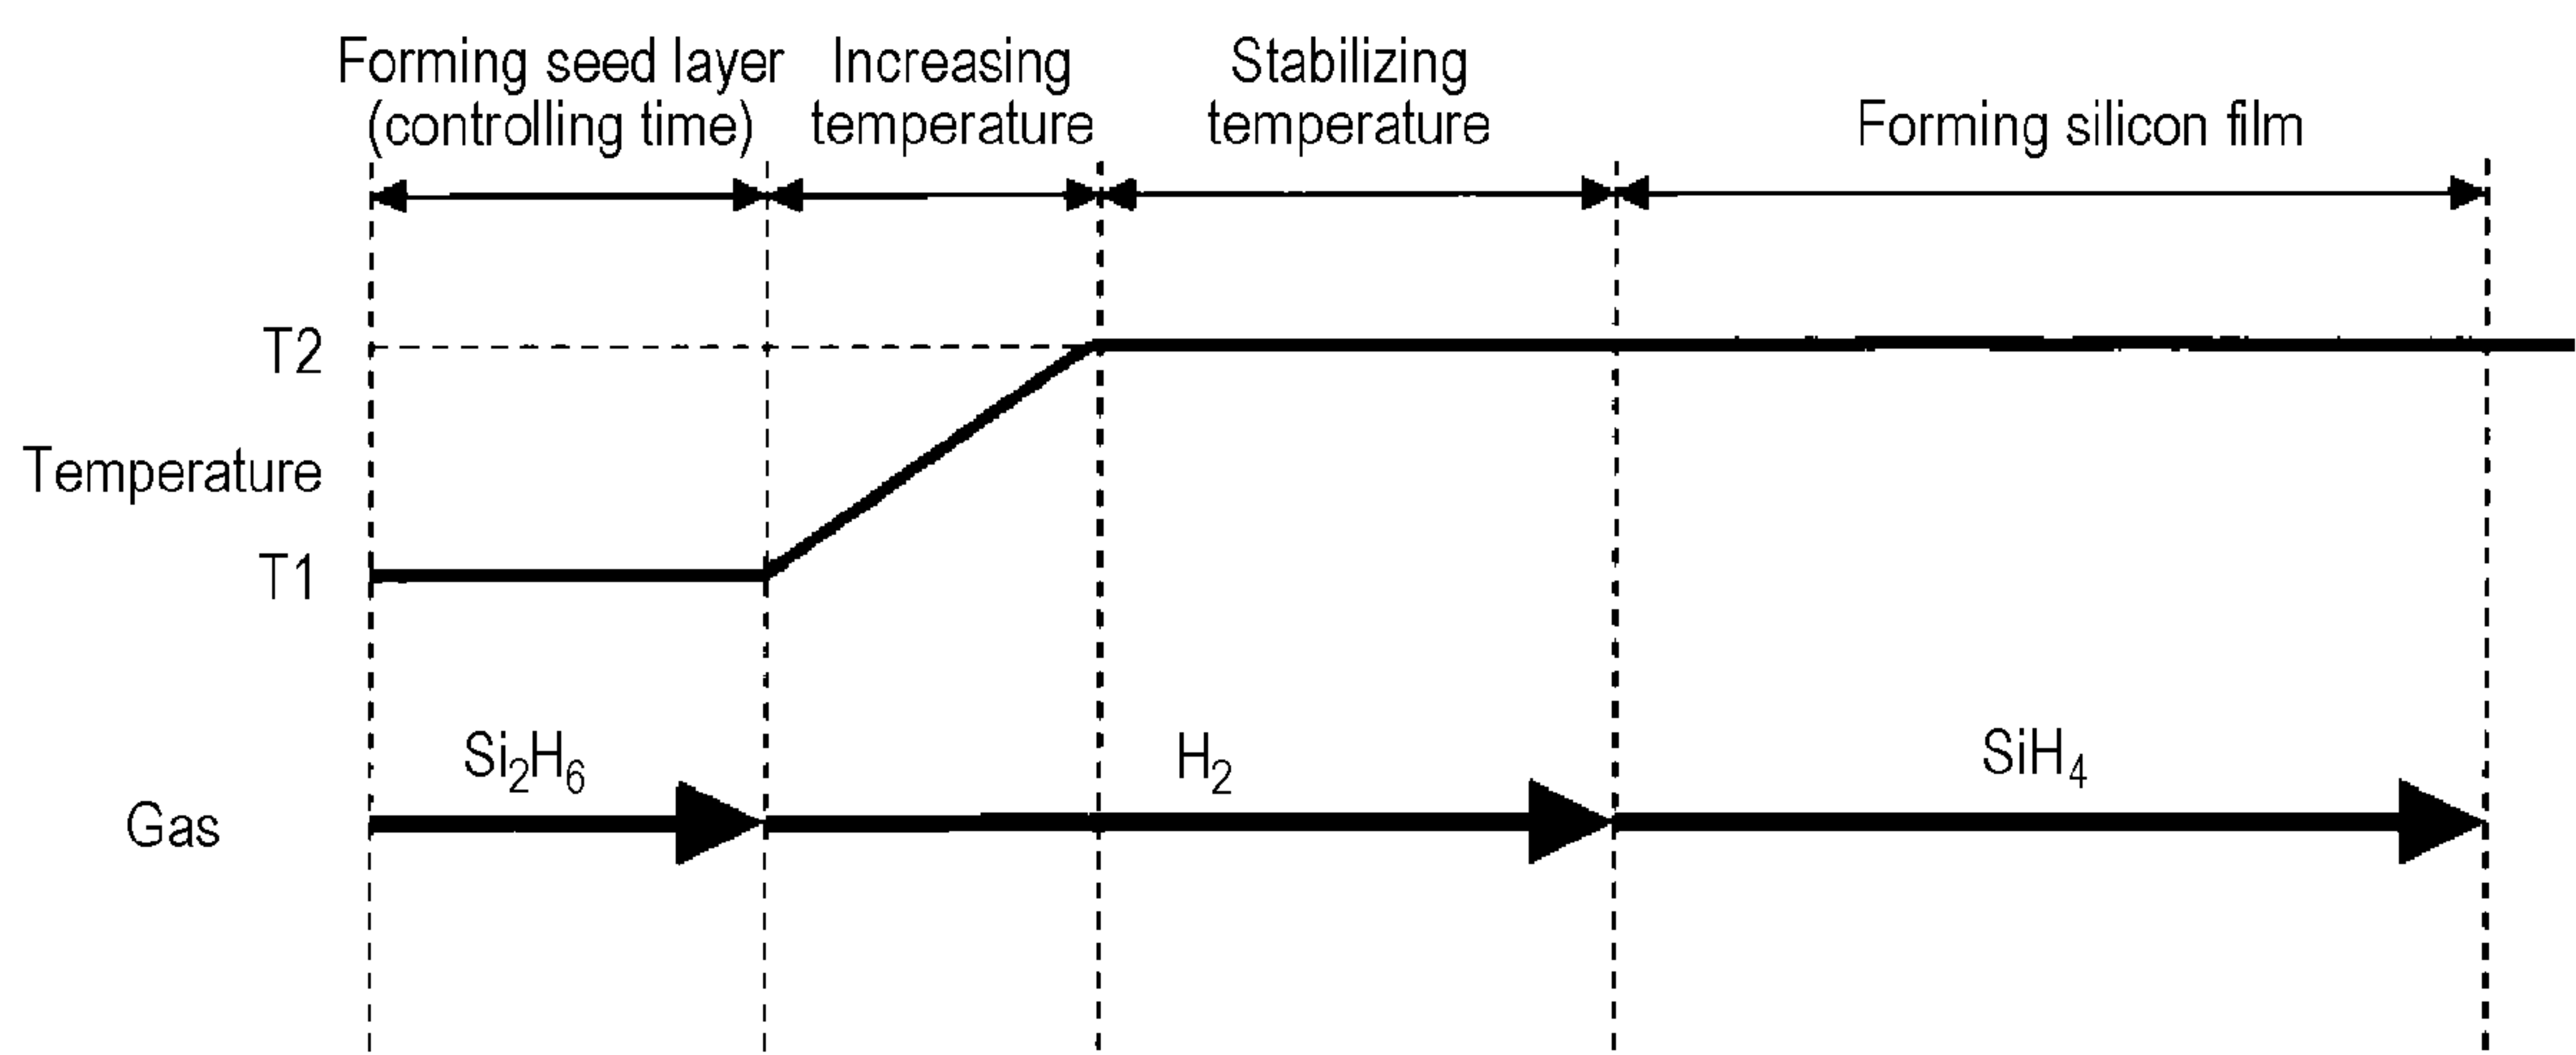 Forming seed layer
(controlling time)
Increasing
temperature
Stabilizing
temperature
Forming silicon film
T2
Temperature
T1
Si₂H₆
H₂
SiH₄
Gas